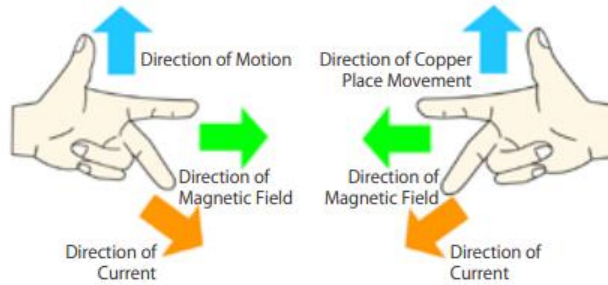 Direction of Motion
Direction of
Magnetic Field
Direction of
Current
Direction of Copper
Place Movement
Direction of
Magnetic Field
Direction of
Current